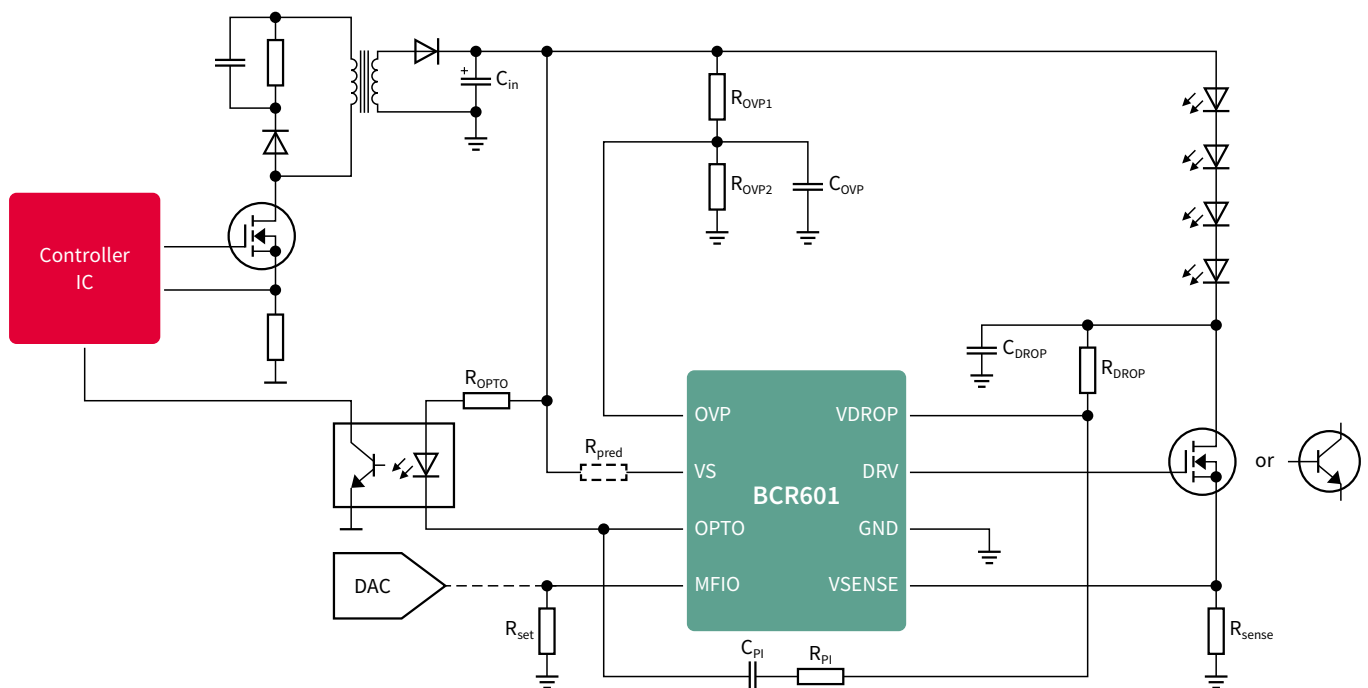 +
C_in
R_OVP1
R_OVP2
C_OVP
Controller
IC
C_DROP
R_DROP
R_OPTO
OVP
VDROP
R_pred
VS
DRV
or
BCR601
OPTO
GND
DAC
MFIO
VSENSE
R_set
R_sense
C_PI
R_PI